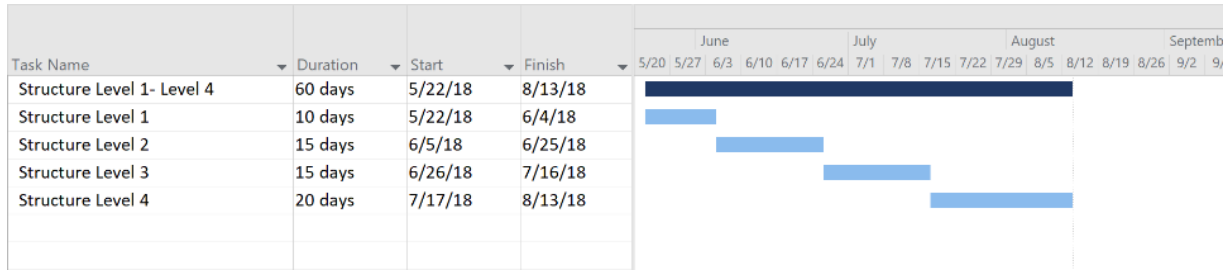 June July August Septemb
Task Name Duration Start Finish 5/20 5/27 6/3 6/10 6/17 6/24 7/1 7/8 7/15 7/22 7/29 8/5 8/12 8/19 8/26 9/2 9/
Structure Level 1- Level 4 60 days 5/22/18 8/13/18
Structure Level 1 10 days 5/22/18 6/4/18
Structure Level 2 15 days 6/5/18 6/25/18
Structure Level 3 15 days 6/26/18 7/16/18
Structure Level 4 20 days 7/17/18 8/13/18